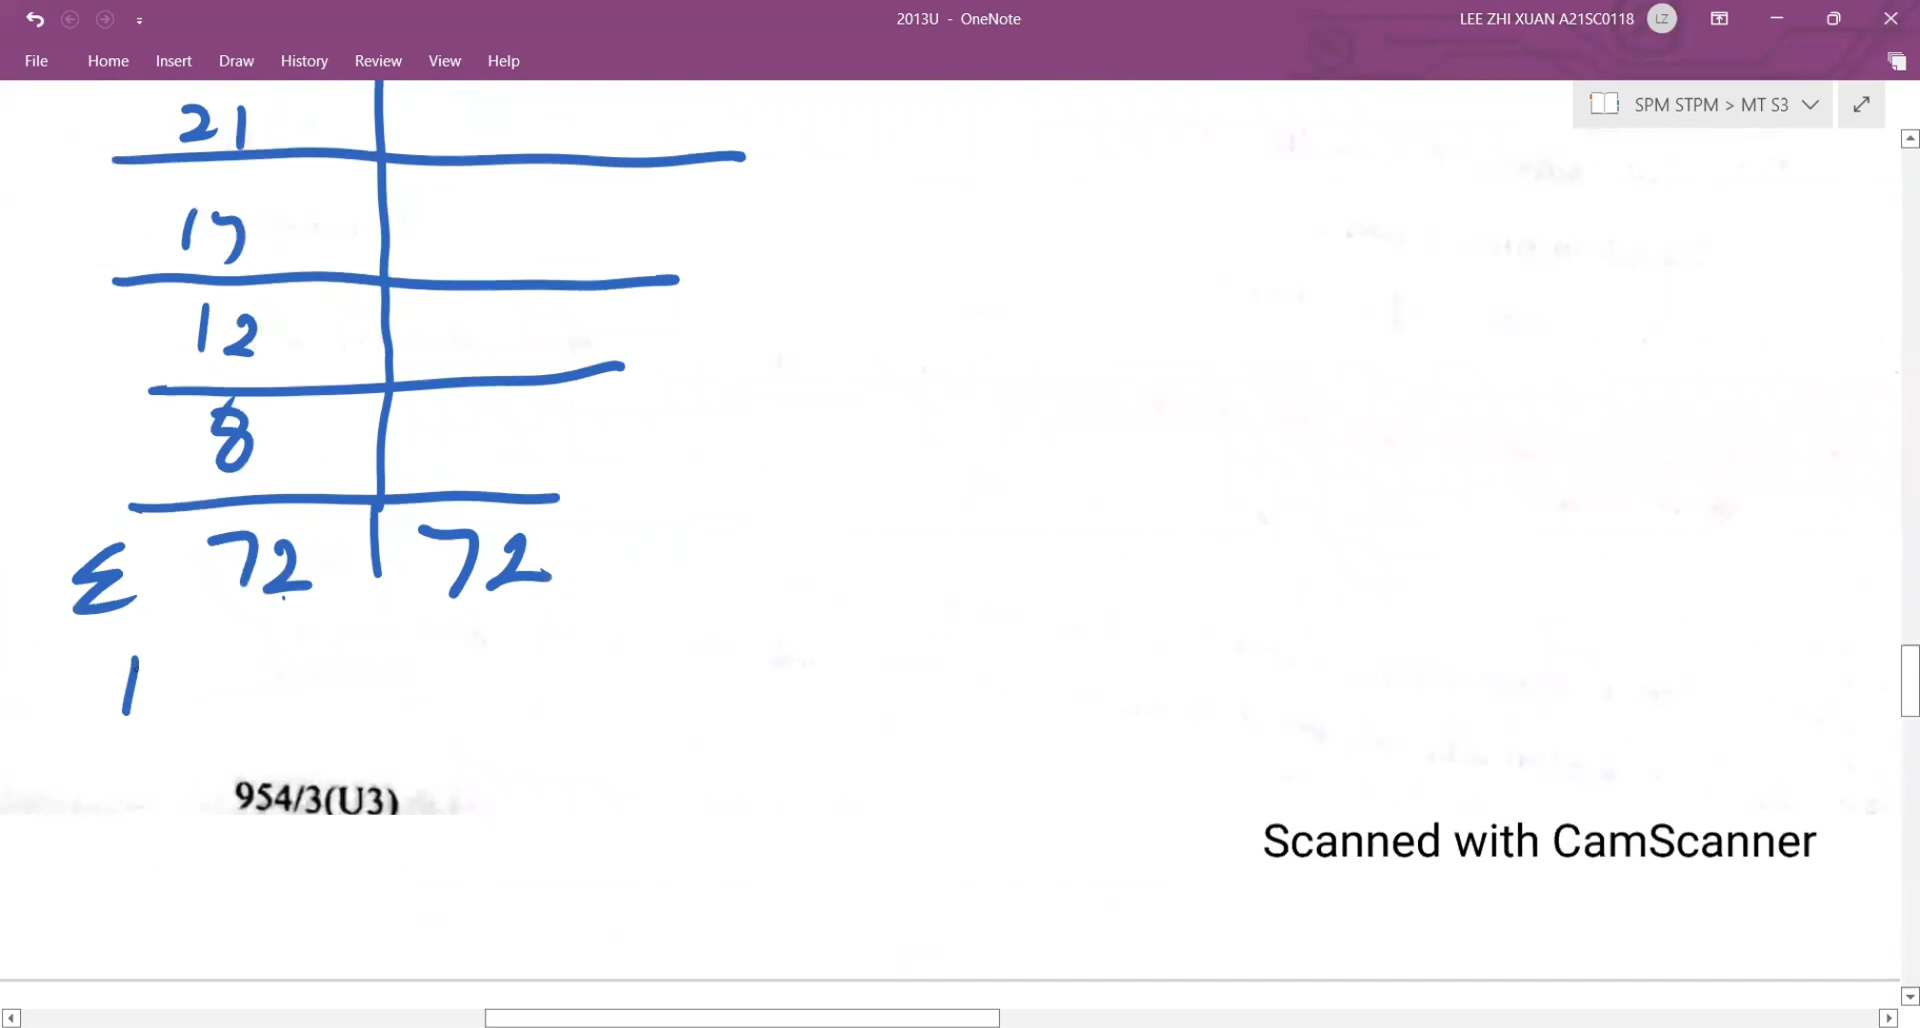 2013U - OneNote
LEE ZHI XUAN A21SC0118
LZ
File Home Insert Draw History Review View Help
SPM STPM > MT S3
21
17
12
8
Σ 72 72
1
954/3(U3)
Scanned with CamScanner